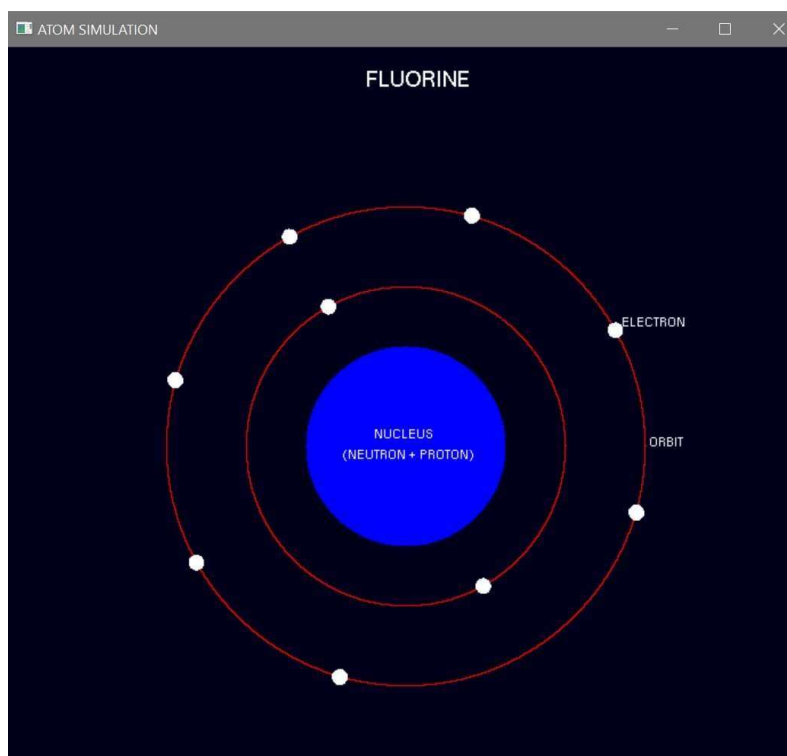 ATOM SIMULATION
FLUORINE
ELECTRON
NUCLEUS
(NEUTRON + PROTON)
ORBIT